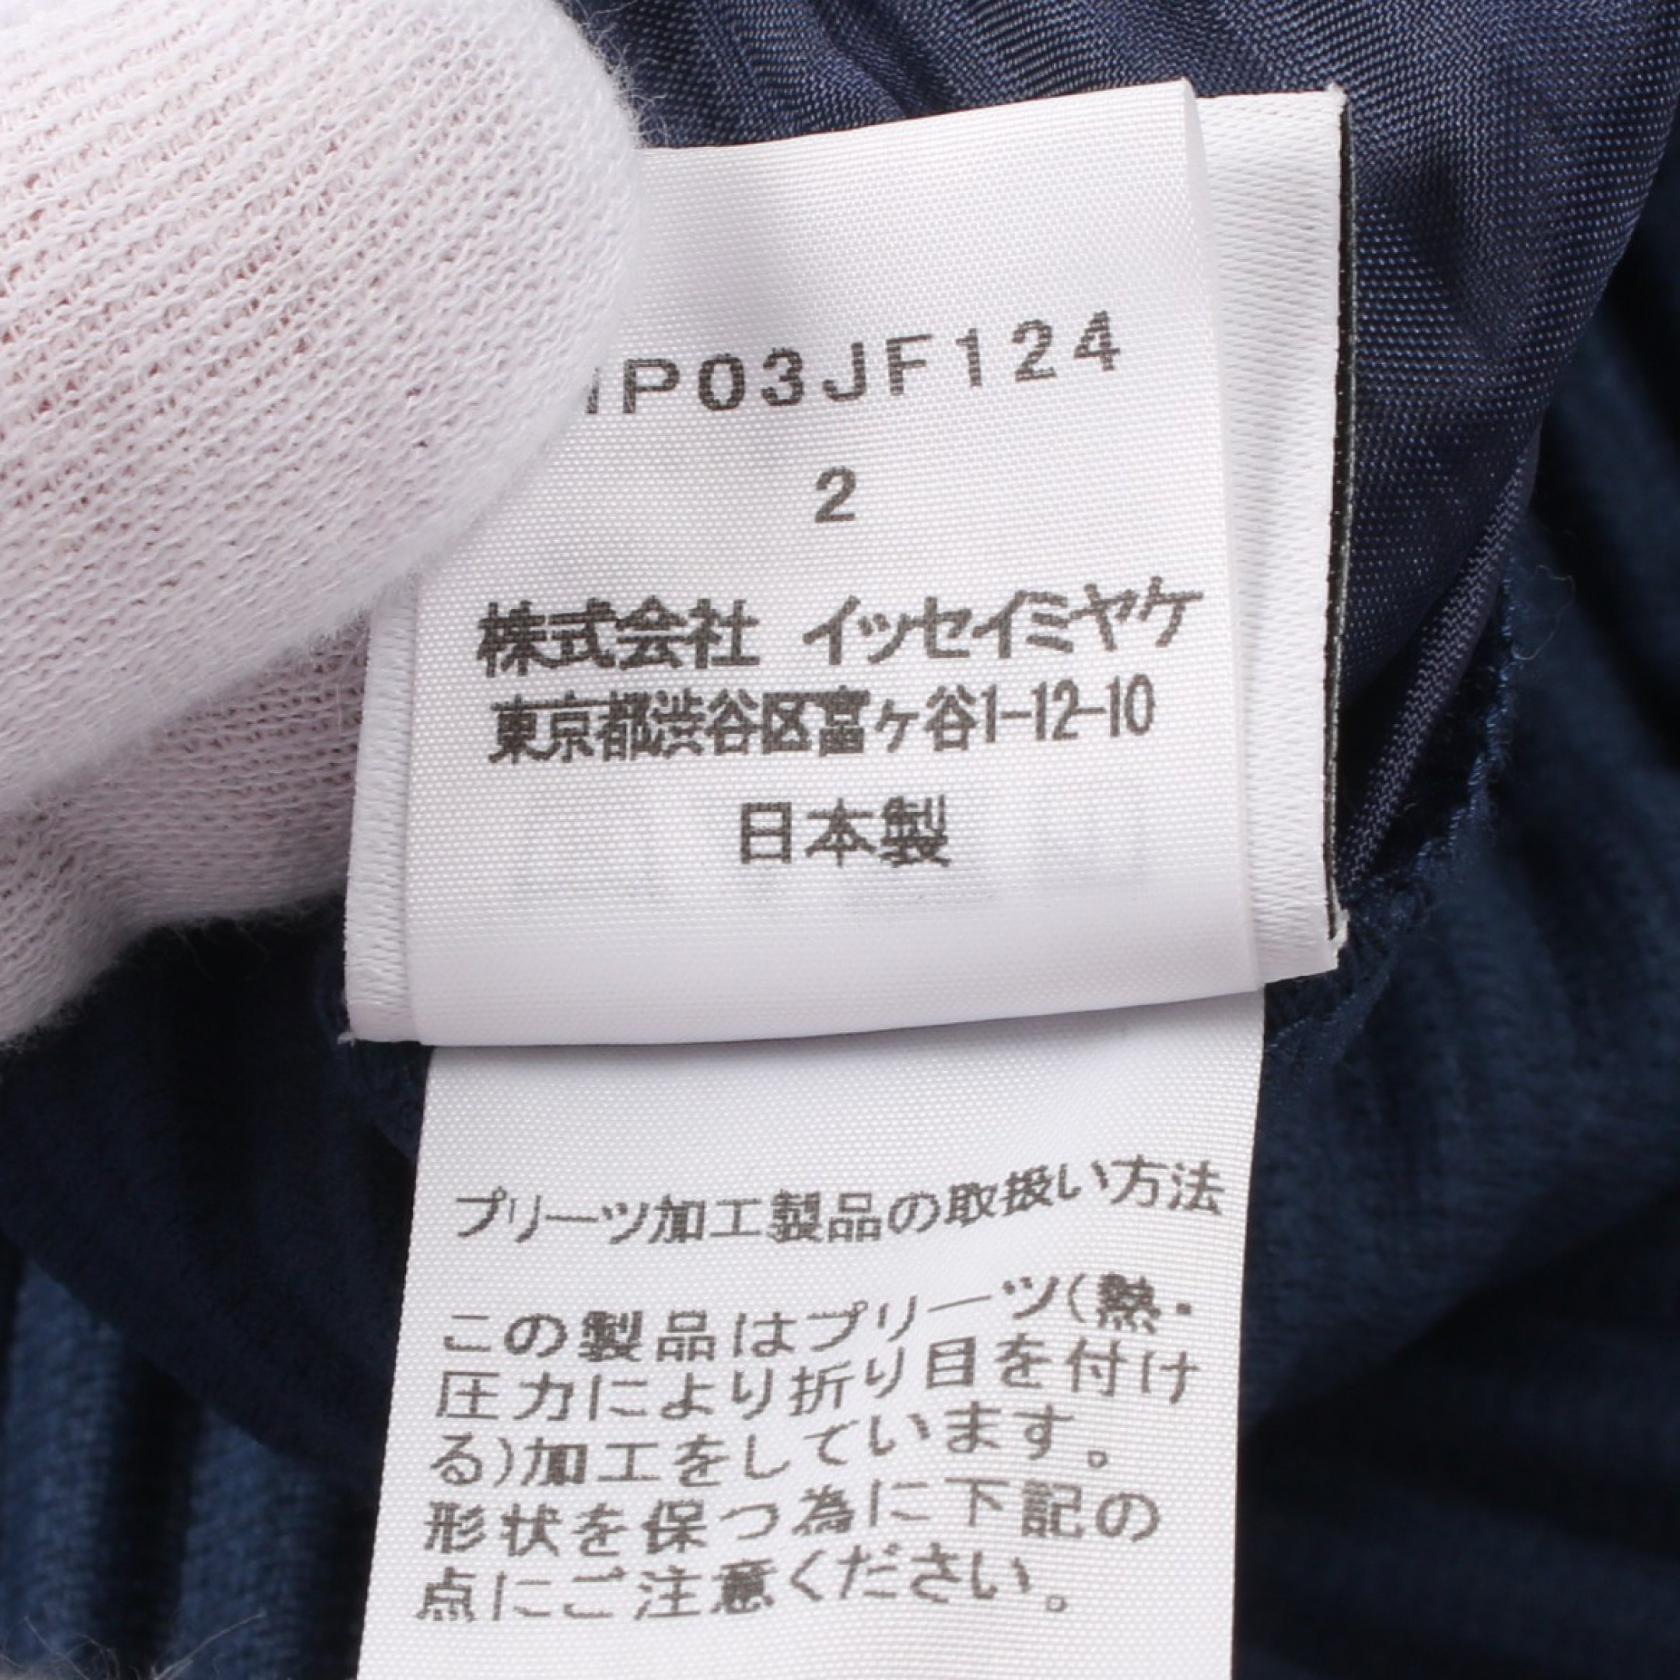 P03JF124
2
株式会社 イッセイミヤケ
東京都渋谷区富ヶ谷1-12-10
日本製
プリーツ加工製品の取扱い方法
この製品はプリーツ(熱・
圧力により折り目を付け
る)加工をしています。
形状を保つ為に下記の
点にご注意ください。